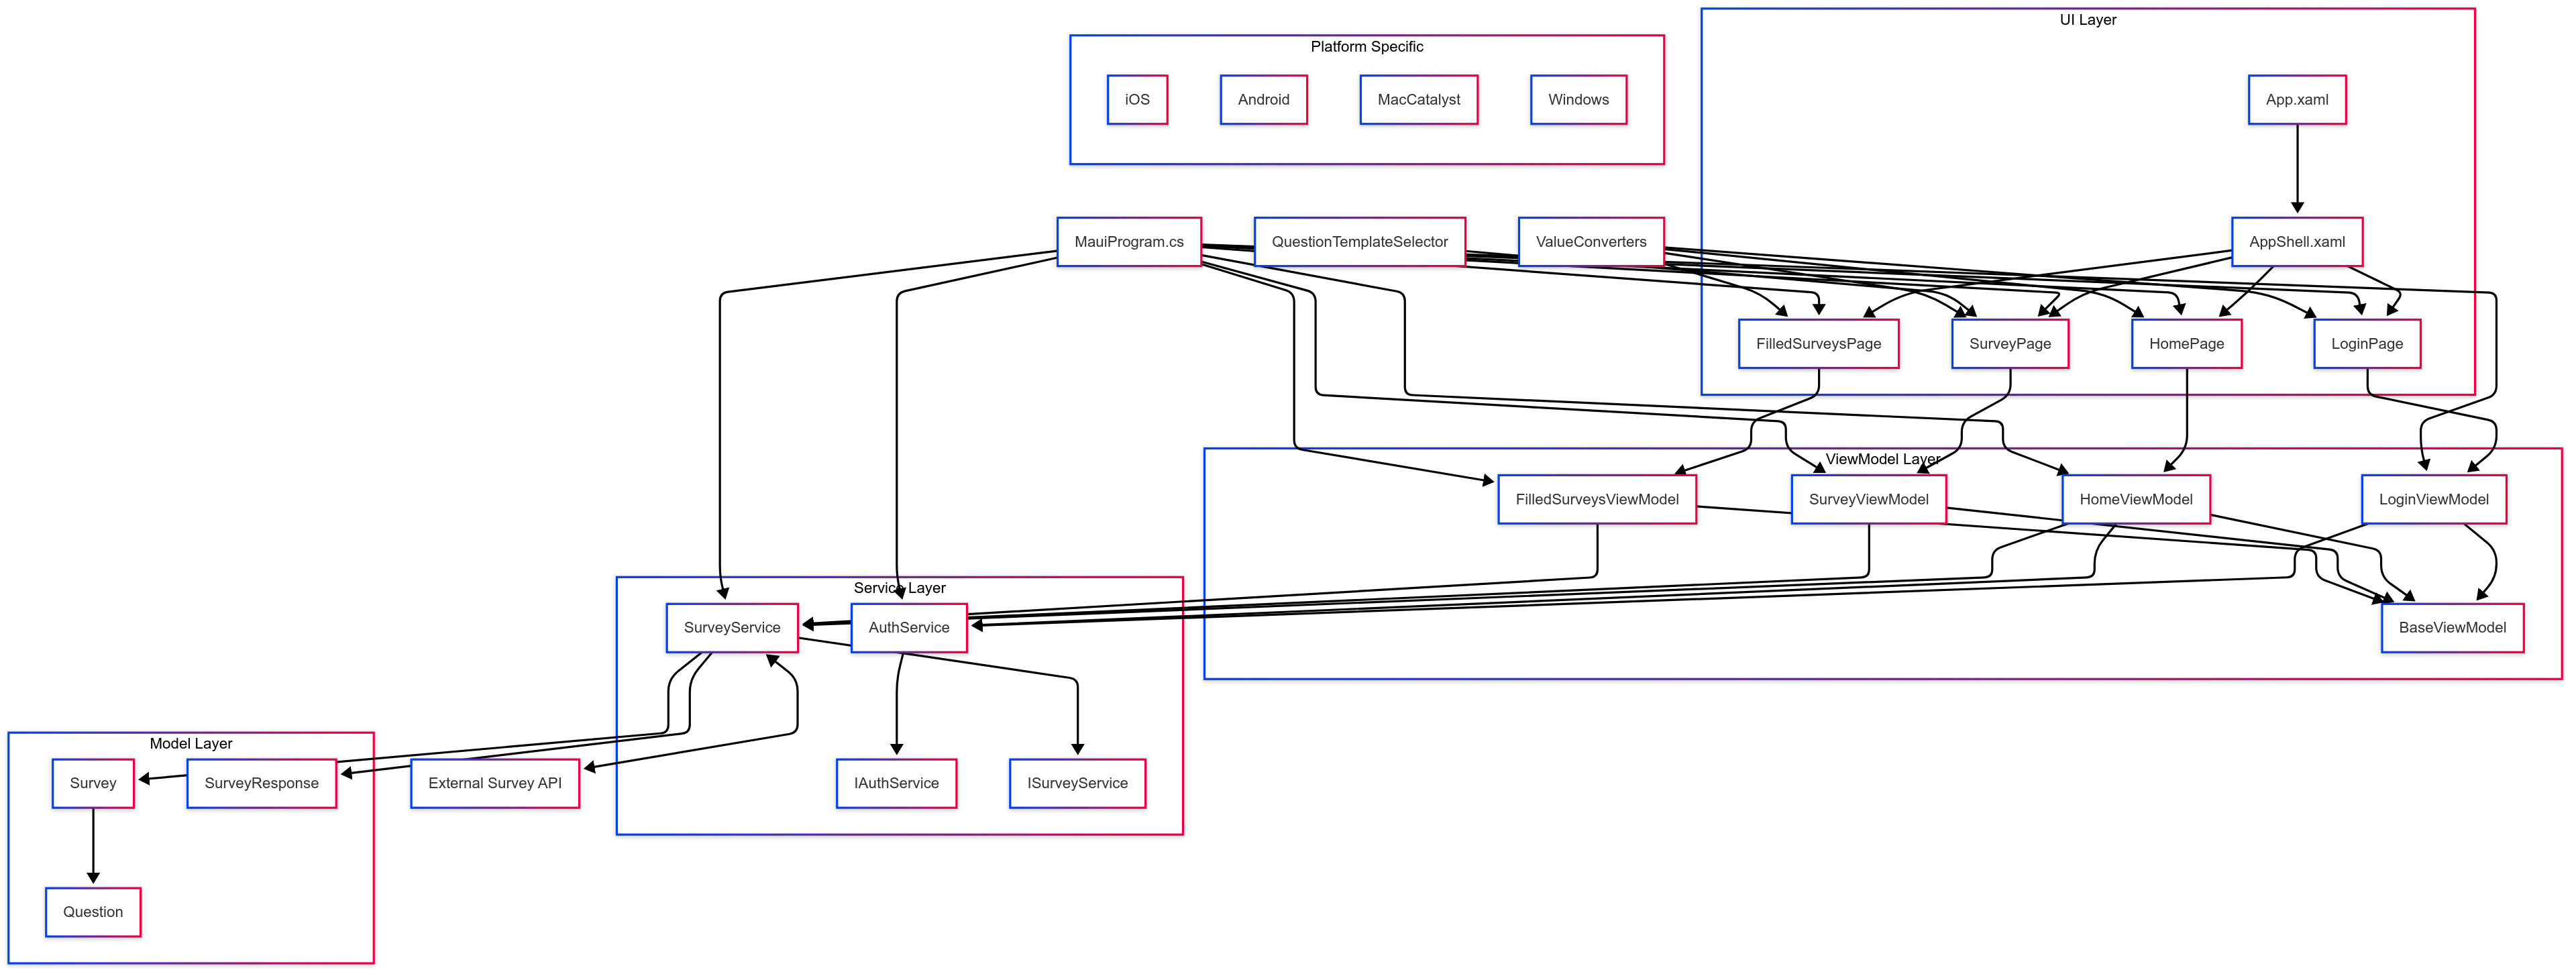 UI Layer
Platform Specific
iOS
Android
MacCatalyst
Windows
App.xaml
MauiProgram.cs
QuestionTemplateSelector
ValueConverters
AppShell.xaml
FilledSurveysPage
SurveyPage
HomePage
LoginPage
ViewModel Layer
FilledSurveysViewModel
SurveyViewModel
HomeViewModel
LoginViewModel
Service Layer
SurveyService
AuthService
BaseViewModel
Model Layer
Survey
SurveyResponse
External Survey API
IAuthService
ISurveyService
Question